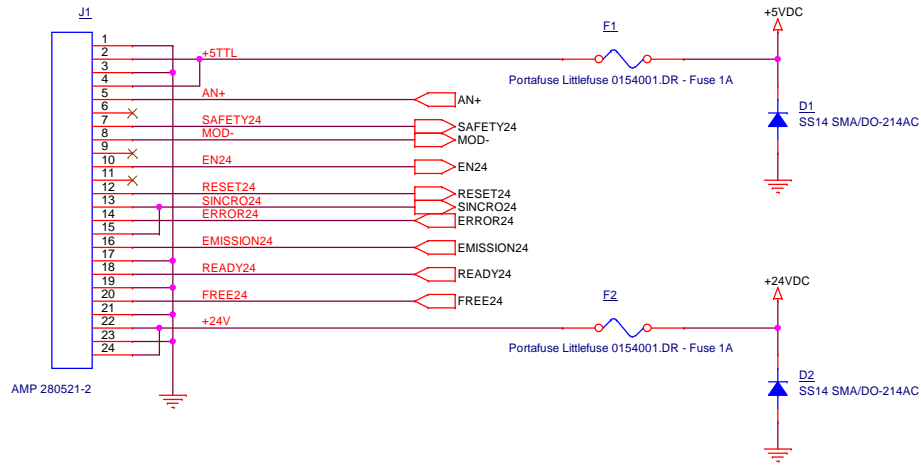 J1
+5VDC
1
2
+5TTL
F1
3
4
Portafuse Littlefuse 0154001.DR - Fuse 1A
5
AN+
AN+
6
D1
7
SAFETY24
SAFETY24
SS14 SMA/DO-214AC
8
MOD-
MOD-
9
10
EN24
EN24
11
12
RESET24
RESET24
13
SINCRO24
SINCRO24
14
ERROR24
ERROR24
15
16
EMISSION24
EMISSION24
17
18
READY24
READY24
19
+24VDC
20
FREE24
FREE24
21
22
+24V
F2
23
24
Portafuse Littlefuse 0154001.DR - Fuse 1A
D2
AMP 280521-2
SS14 SMA/DO-214AC